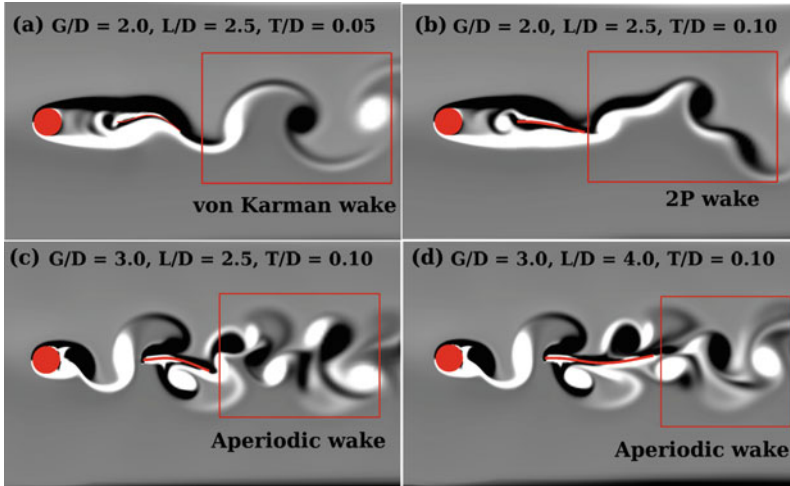 (a) G/D = 2.0, L/D = 2.5, T/D = 0.05
von Karman wake
(b) G/D = 2.0, L/D = 2.5, T/D = 0.10
2P wake
(c) G/D = 3.0, L/D = 2.5, T/D = 0.10
Aperiodic wake
(d) G/D = 3.0, L/D = 4.0, T/D = 0.10
Aperiodic wake